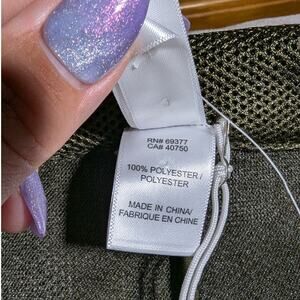 RN# 69377
CA# 40750
100% POLYESTER /
POLYESTER
MADE IN CHINA/
FABRIQUE EN CHINE